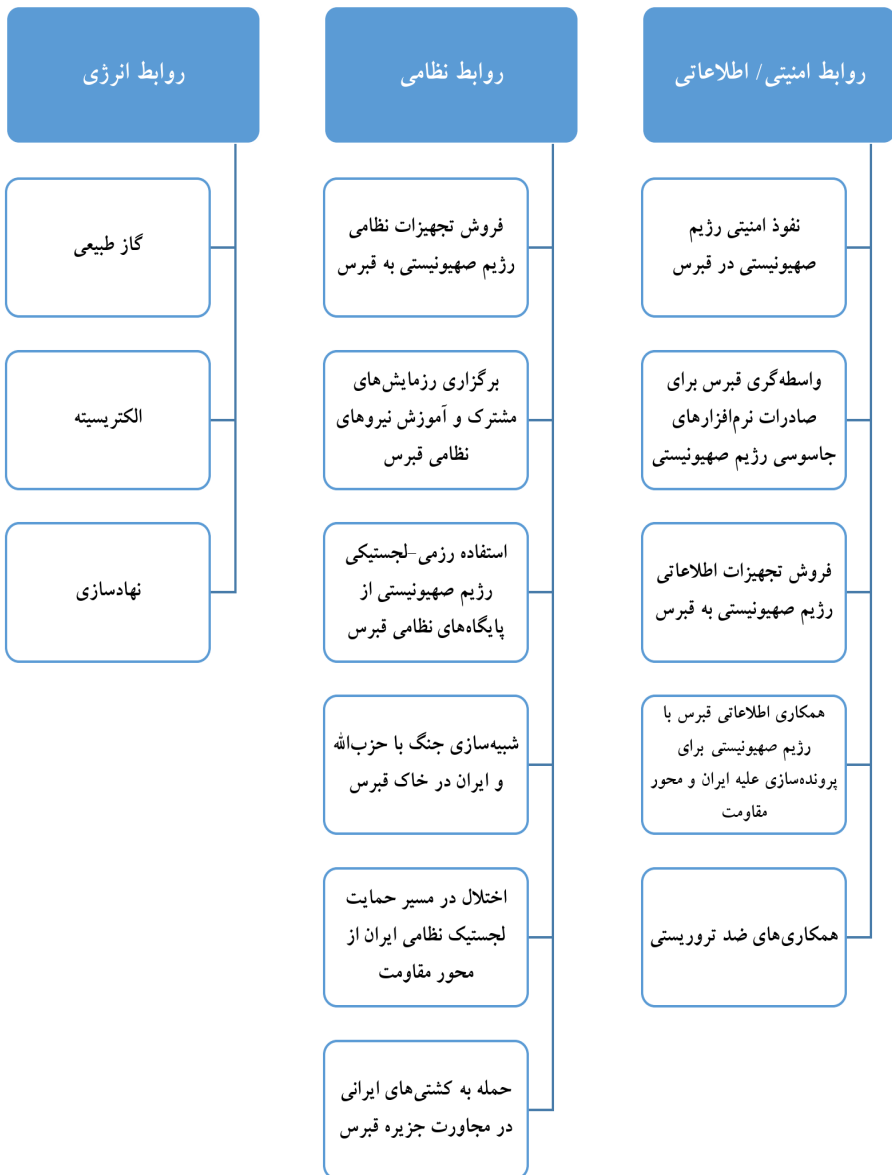 روابط امنیتی/ اطلاعاتی
نفوذ امنیتی رژیم
صهیونیستی در قبرس
واسطه‌گری قبرس برای
صادرات نرم‌افزارهای
جاسوسی رژیم صهیونیستی
فروش تجهیزات اطلاعاتی
رژیم صهیونیستی به قبرس
همکاری اطلاعاتی قبرس با
رژیم صهیونیستی برای
پرونده‌سازی علیه ایران و محور
مقاومت
همکاری‌های ضد تروریستی
روابط نظامی
فروش تجهیزات نظامی
رژیم صهیونیستی به قبرس
برگزاری رزمایش‌های
مشترک و آموزش نیروهای
نظامی قبرس
استفاده رزمی-لجستیکی
رژیم صهیونیستی از
پایگاه‌های نظامی قبرس
شبیه‌سازی جنگ با حزب‌الله
و ایران در خاک قبرس
اختلال در مسیر حمایت
لجستیک نظامی ایران از
محور مقاومت
حمله به کشتی‌های ایرانی
در مجاورت جزیره قبرس
روابط انرژی
گاز طبیعی
الکتریسیته
نهادسازی